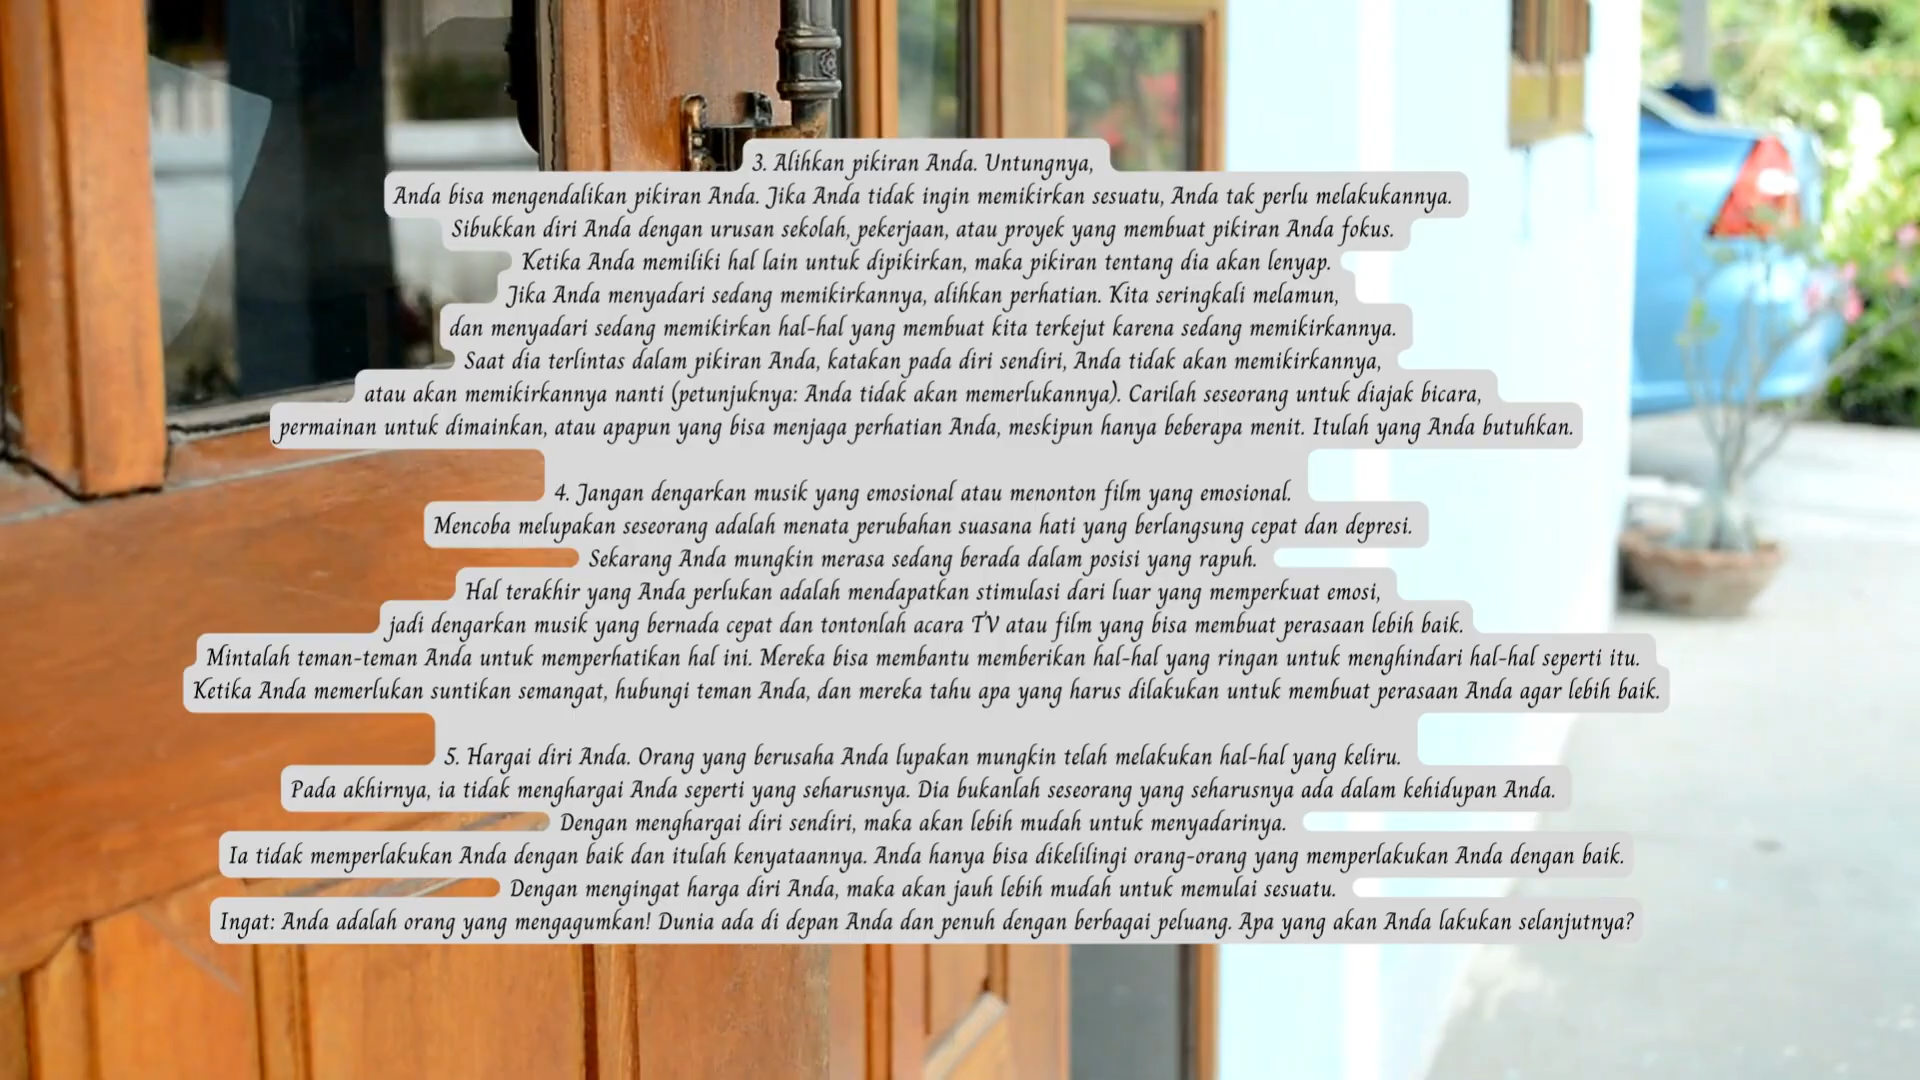 3. Alihkan pikiran Anda. Untungnya,
Anda bisa mengendalikan pikiran Anda. Jika Anda tidak ingin memikirkan sesuatu, Anda tak perlu melakukannya.
Sibukkan diri Anda dengan urusan sekolah, pekerjaan, atau proyek yang membuat pikiran Anda fokus.
Ketika Anda memiliki hal lain untuk dipikirkan, maka pikiran tentang dia akan lenyap.
Jika Anda menyadari sedang memikirkannya, alihkan perhatian. Kita seringkali melamun,
dan menyadari sedang memikirkan hal-hal yang membuat kita terkejut karena sedang memikirkannya.
Saat dia terlintas dalam pikiran Anda, katakan pada diri sendiri, Anda tidak akan memikirkannya,
atau akan memikirkannya nanti (petunjuknya: Anda tidak akan memerlukannya). Carilah seseorang untuk diajak bicara,
permainan untuk dimainkan, atau apapun yang bisa menjaga perhatian Anda, meskipun hanya beberapa menit. Itulah yang Anda butuhkan.
4. Jangan dengarkan musik yang emosional atau menonton film yang emosional.
Mencoba melupakan seseorang adalah menata perubahan suasana hati yang berlangsung cepat dan depresi.
Sekarang Anda mungkin merasa sedang berada dalam posisi yang rapuh.
Hal terakhir yang Anda perlukan adalah mendapatkan stimulasi dari luar yang memperkuat emosi,
jadi dengarkan musik yang bernada cepat dan tontonlah acara TV atau film yang bisa membuat perasaan lebih baik.
Mintalah teman-teman Anda untuk memperhatikan hal ini. Mereka bisa membantu memberikan hal-hal yang ringan untuk menghindari hal-hal seperti itu.
Ketika Anda memerlukan suntikan semangat, hubungi teman Anda, dan mereka tahu apa yang harus dilakukan untuk membuat perasaan Anda agar lebih baik.
5. Hargai diri Anda. Orang yang berusaha Anda lupakan mungkin telah melakukan hal-hal yang keliru.
Pada akhirnya, ia tidak menghargai Anda seperti yang seharusnya. Dia bukanlah seseorang yang seharusnya ada dalam kehidupan Anda.
Dengan menghargai diri sendiri, maka akan lebih mudah untuk menyadarinya.
Ia tidak memperlakukan Anda dengan baik dan itulah kenyataannya. Anda hanya bisa dikelilingi orang-orang yang memperlakukan Anda dengan baik.
Dengan mengingat harga diri Anda, maka akan jauh lebih mudah untuk memulai sesuatu.
Ingat: Anda adalah orang yang mengagumkan! Dunia ada di depan Anda dan penuh dengan berbagai peluang. Apa yang akan Anda lakukan selanjutnya?